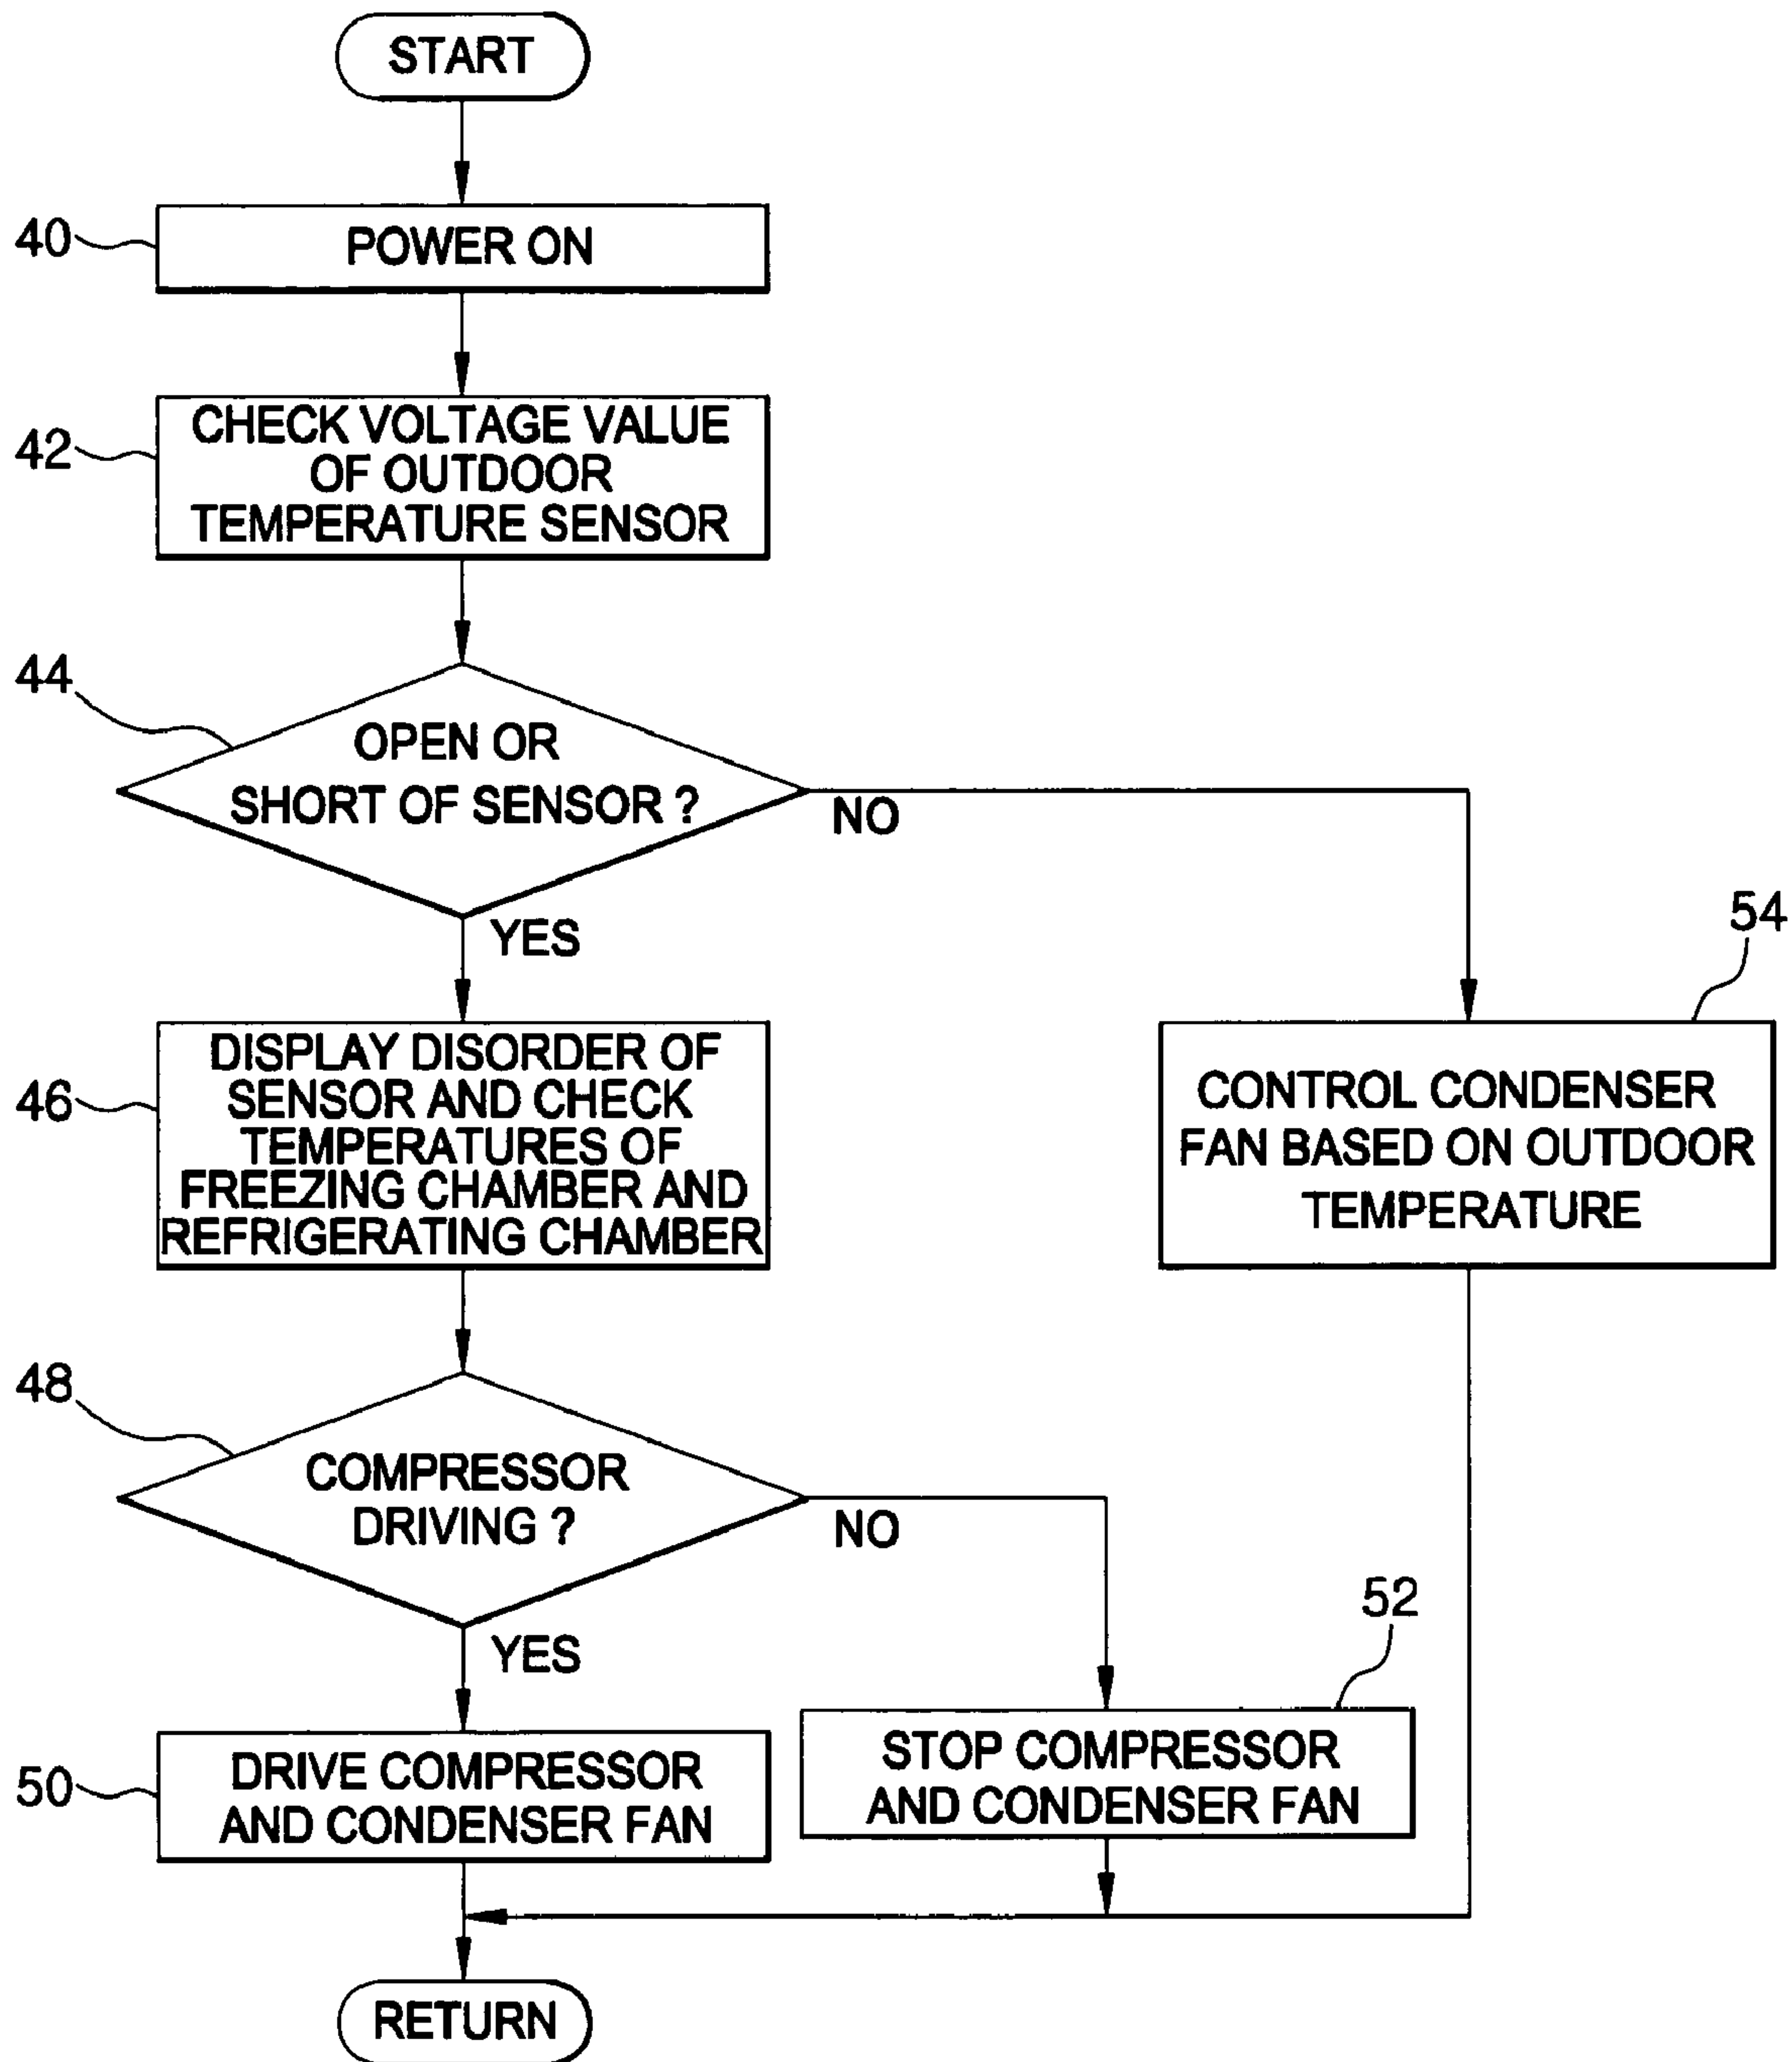 START
40
POWER ON
42
CHECK VOLTAGE VALUE
OF OUTDOOR
TEMPERATURE SENSOR
44
OPEN OR
SHORT OF SENSOR ?
NO
YES
54
46
DISPLAY DISORDER OF
SENSOR AND CHECK
TEMPERATURES OF
FREEZING CHAMBER AND
REFRIGERATING CHAMBER
CONTROL CONDENSER
FAN BASED ON OUTDOOR
TEMPERATURE
48
COMPRESSOR
DRIVING ?
NO
YES
52
50
DRIVE COMPRESSOR
AND CONDENSER FAN
STOP COMPRESSOR
AND CONDENSER FAN
RETURN